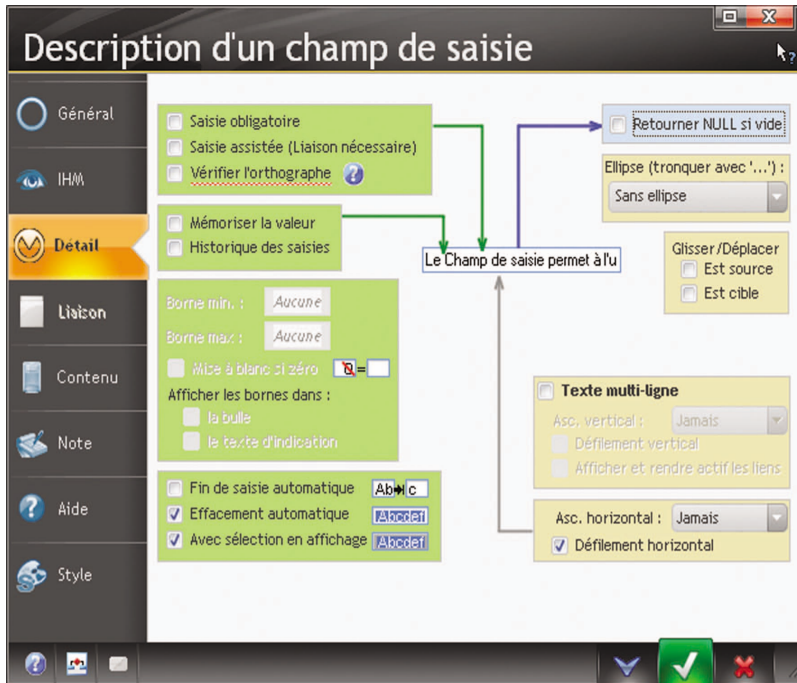 Description d'un champ de saisie
Général
IHM
Détail
Liaison
Contenu
Note
Aide
Style
Saisie obligatoire
Saisie assistée (Liaison nécessaire)
Vérifier l'orthographe
Mémoriser la valeur
Historique des saisies
Borne min. : Aucune
Borne max : Aucune
Mise à blanc si zéro 0 =
Afficher les bornes dans :
la bulle
le texte d'indication
Fin de saisie automatique Ab c
Effacement automatique Abcdef
Avec sélection en affichage Abcdef
Le Champ de saisie permet à l'u
Retourner NULL si vide
Ellipse (tronquer avec '...') :
Sans ellipse
Glisser/Déplacer
Est source
Est cible
Texte multi-ligne
Asc. vertical : Jamais
Défilement vertical
Afficher et rendre actif les liens
Asc. horizontal : Jamais
Défilement horizontal